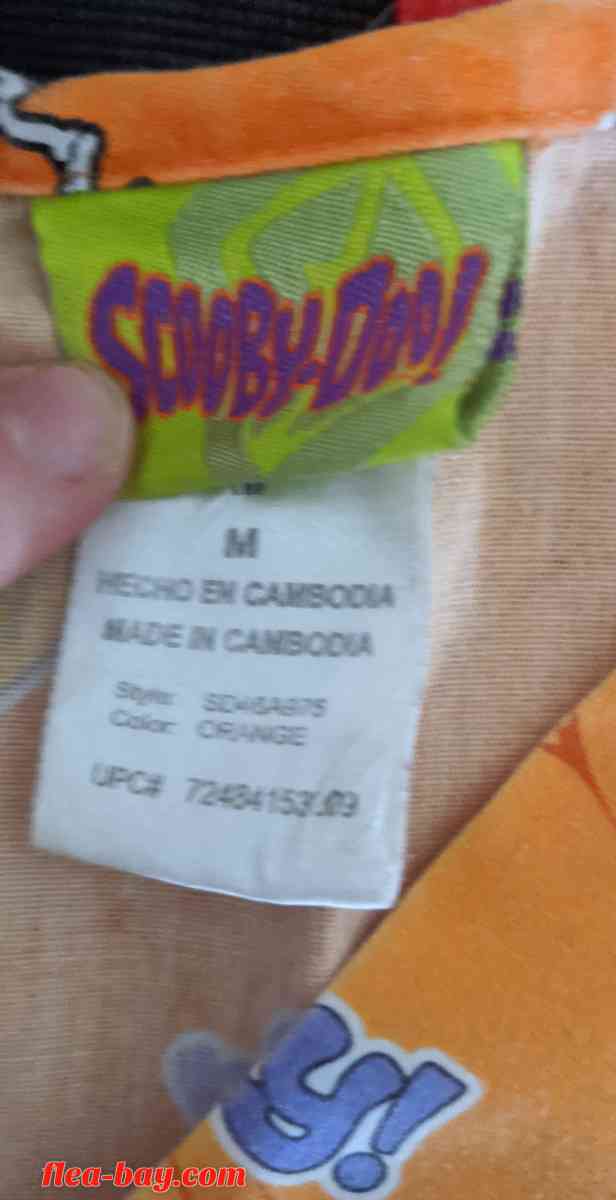 SCOOBY-DOO!
M
HECHO EN CAMBODIA
MADE IN CAMBODIA
Style:
Color: ORANGE
UPC#
Y!
flea-bay.com